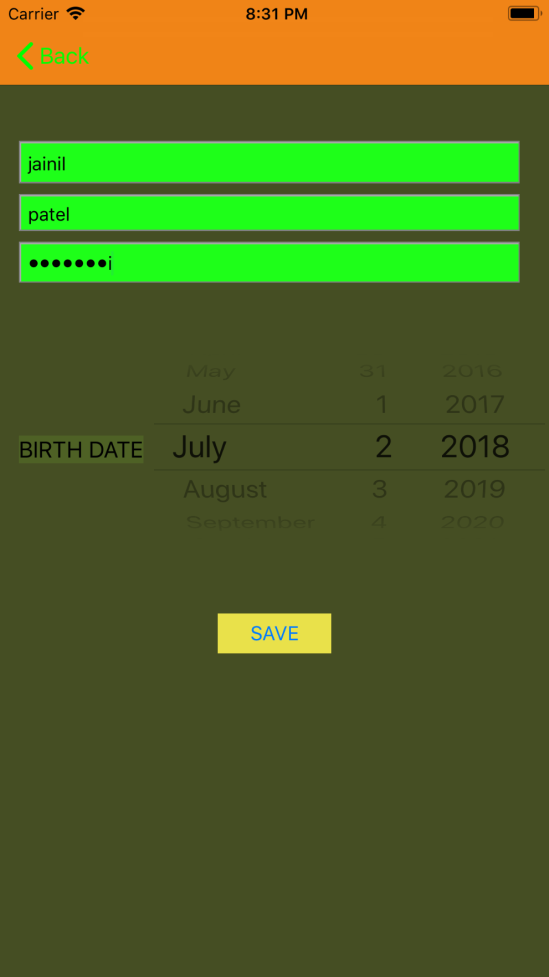 Carrier 8:31 PM
Back
jainil
patel
●●●●●●●i
May 31 2016
June 1 2017
BIRTH DATE July 2 2018
August 3 2019
September 4 2020
SAVE